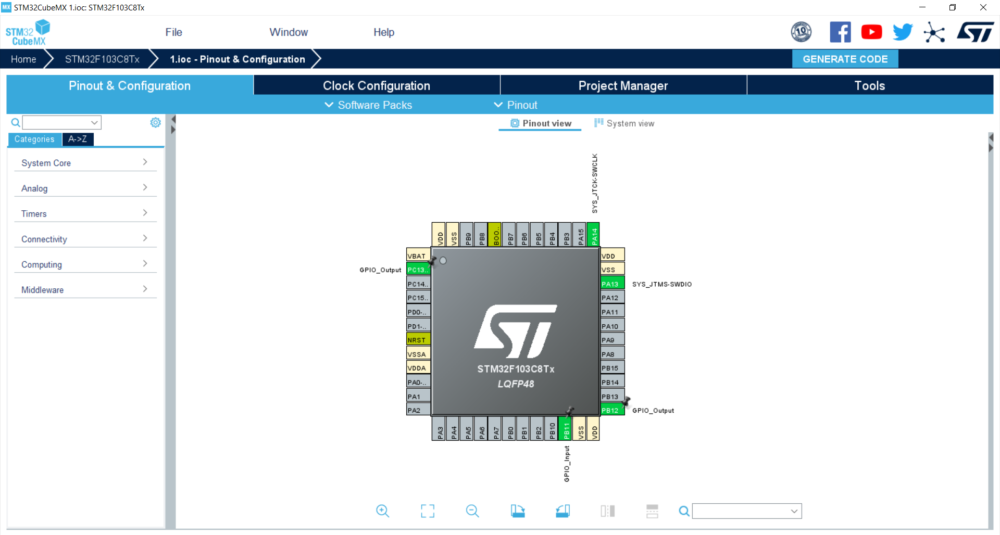 MX STM32CubeMX 1.ioc: STM32F103C8Tx
STM32 CubeMX
File
Window
Help
10
ST
Home
STM32F103C8Tx
1.ioc - Pinout & Configuration
GENERATE CODE
Pinout & Configuration
Clock Configuration
Project Manager
Tools
Software Packs
Pinout
Categories
A->Z
Pinout view
System view
System Core
Analog
Timers
Connectivity
Computing
Middleware
SYS_JTCK-SWCLK
VDD
VSS
PB9
PB8
BOO..
PB7
PB6
PB5
PB4
PB3
PA15
PA14
VBAT
GPIO_Output
PC13..
PC14..
PC15..
PD0-..
PD1-..
NRST
VSSA
VDDA
PA0-..
PA1
PA2
ST
STM32F103C8Tx
LQFP48
VDD
VSS
PA13
SYS_JTMS-SWDIO
PA12
PA11
PA10
PA9
PA8
PB15
PB14
PB13
PB12
GPIO_Output
PA3
PA4
PA5
PA6
PA7
PB0
PB1
PB2
PB10
PB11
VSS
VDD
GPIO_Input